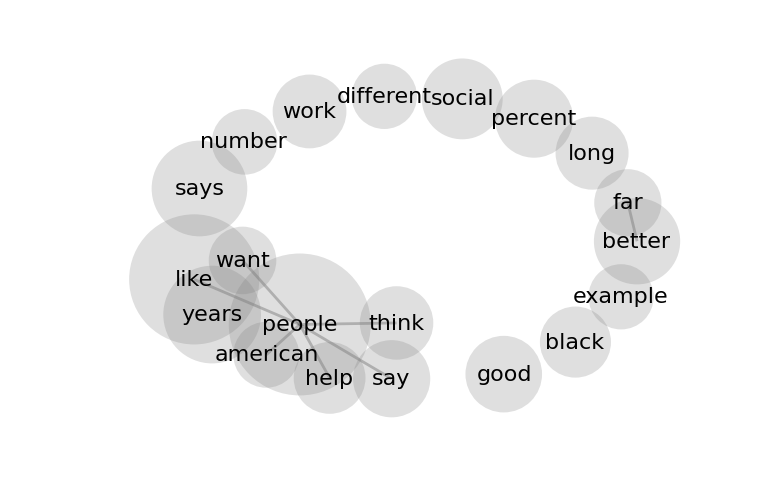 different
social
work
percent
number
long
says
far
better
want
like
example
years
people
think
black
american
help
say
good